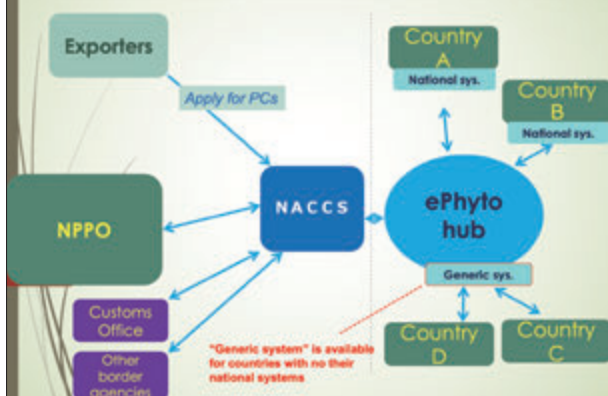 Exporters
Apply for PCs
NPPO
Customs
Office
Other
border
agencies
NACCS
Country
A
National sys.
Country
B
National sys.
ePhyto
hub
Generic sys.
Country
D
Country
C
"Generic system" is available
for countries with no their
national systems